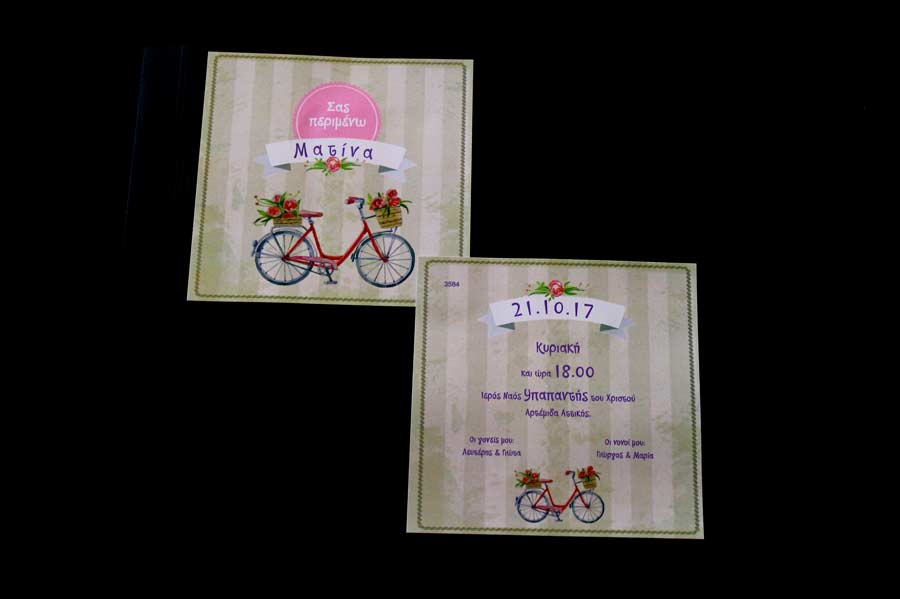 Σας
περιμένω
Ματίνα
3584
21.10.17
Κυριακή
και ώρα 18.00
Ιερός Ναός Υπαπαντής του Χριστού
Αρτέμιδα Αττικής.
Οι γονείς μου:
Λευτέρης & Γιώτα
Οι νονοί μου:
Γιώργος & Μαρία